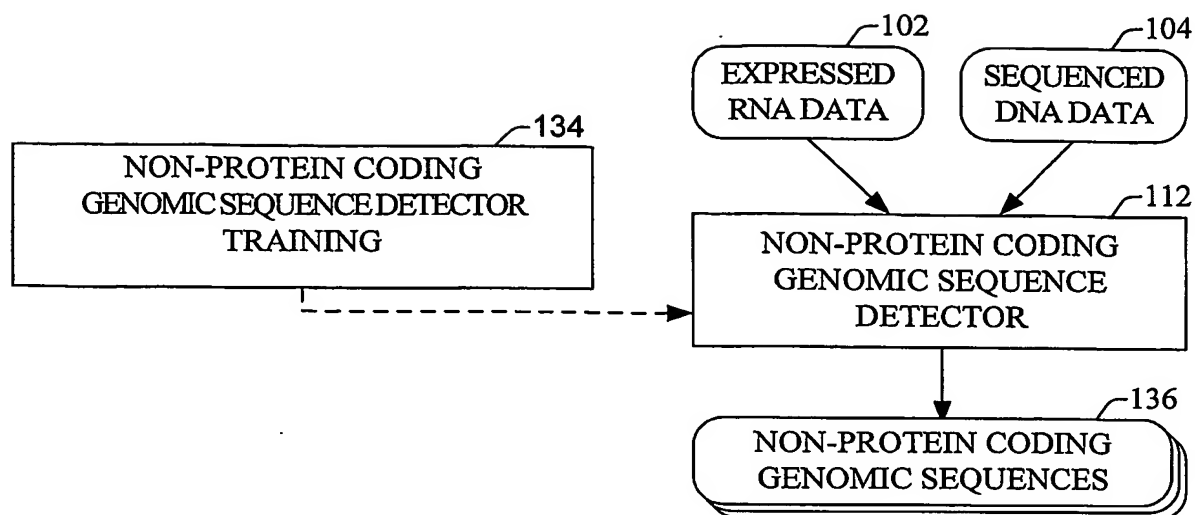 102
104
EXPRESSED
RNA DATA
SEQUENCED
DNA DATA
134
NON-PROTEIN CODING
GENOMIC SEQUENCE DETECTOR
TRAINING
112
NON-PROTEIN CODING
GENOMIC SEQUENCE
DETECTOR
136
NON-PROTEIN CODING
GENOMIC SEQUENCES